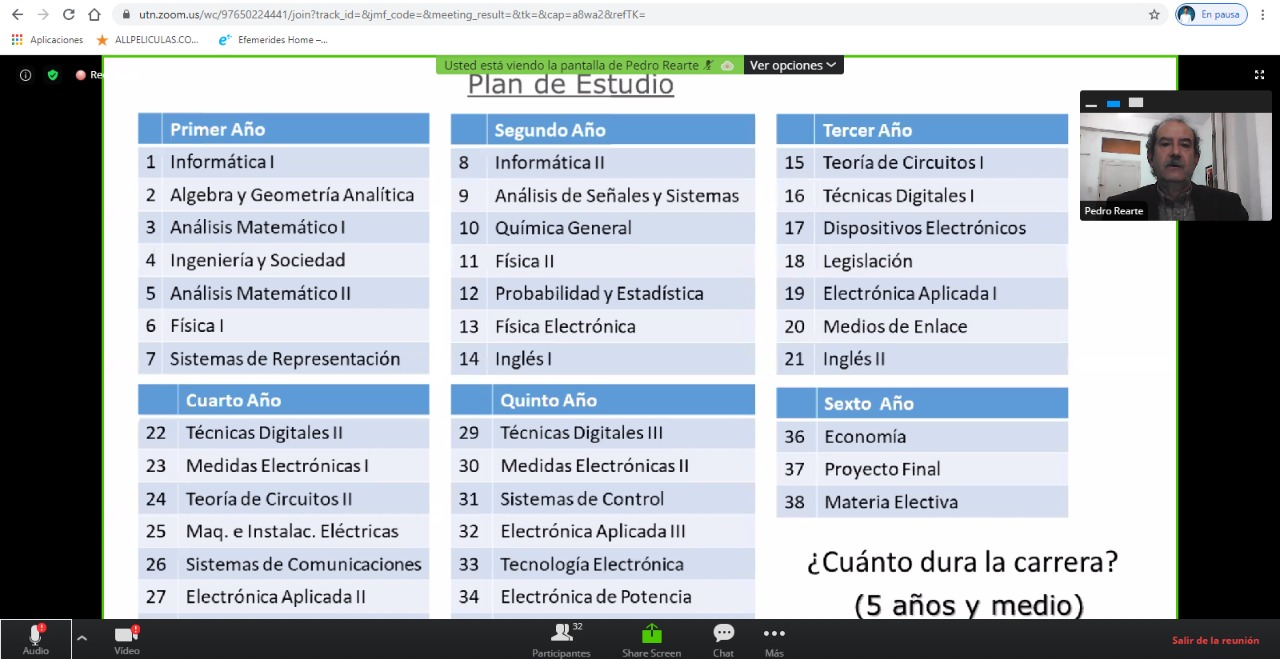 utn.zoom.us/wc/97650224441/join?track_id=&jmf_code=&meeting_result=&tk=&cap=a8wa2&refTK=
En pausa
Aplicaciones
ALLPELICULAS.CO...
Efemerides Home –...
Usted está viendo la pantalla de Pedro Rearte
Ver opciones
Re
Plan de Estudio
Primer Año
1 Informática I
2 Algebra y Geometría Analítica
3 Análisis Matemático I
4 Ingeniería y Sociedad
5 Análisis Matemático II
6 Física I
7 Sistemas de Representación
Segundo Año
8 Informática II
9 Análisis de Señales y Sistemas
10 Química General
11 Física II
12 Probabilidad y Estadística
13 Física Electrónica
14 Inglés I
Tercer Año
15 Teoría de Circuitos I
16 Técnicas Digitales I
17 Dispositivos Electrónicos
18 Legislación
19 Electrónica Aplicada I
20 Medios de Enlace
21 Inglés II
Pedro Rearte
Cuarto Año
22 Técnicas Digitales II
23 Medidas Electrónicas I
24 Teoría de Circuitos II
25 Maq. e Instalac. Eléctricas
26 Sistemas de Comunicaciones
27 Electrónica Aplicada II
Quinto Año
29 Técnicas Digitales III
30 Medidas Electrónicas II
31 Sistemas de Control
32 Electrónica Aplicada III
33 Tecnología Electrónica
34 Electrónica de Potencia
Sexto Año
36 Economía
37 Proyecto Final
38 Materia Electiva
¿Cuánto dura la carrera?
(5 años y medio)
Audio
Vídeo
32
Participantes
Share Screen
Chat
Más
Salir de la reunión